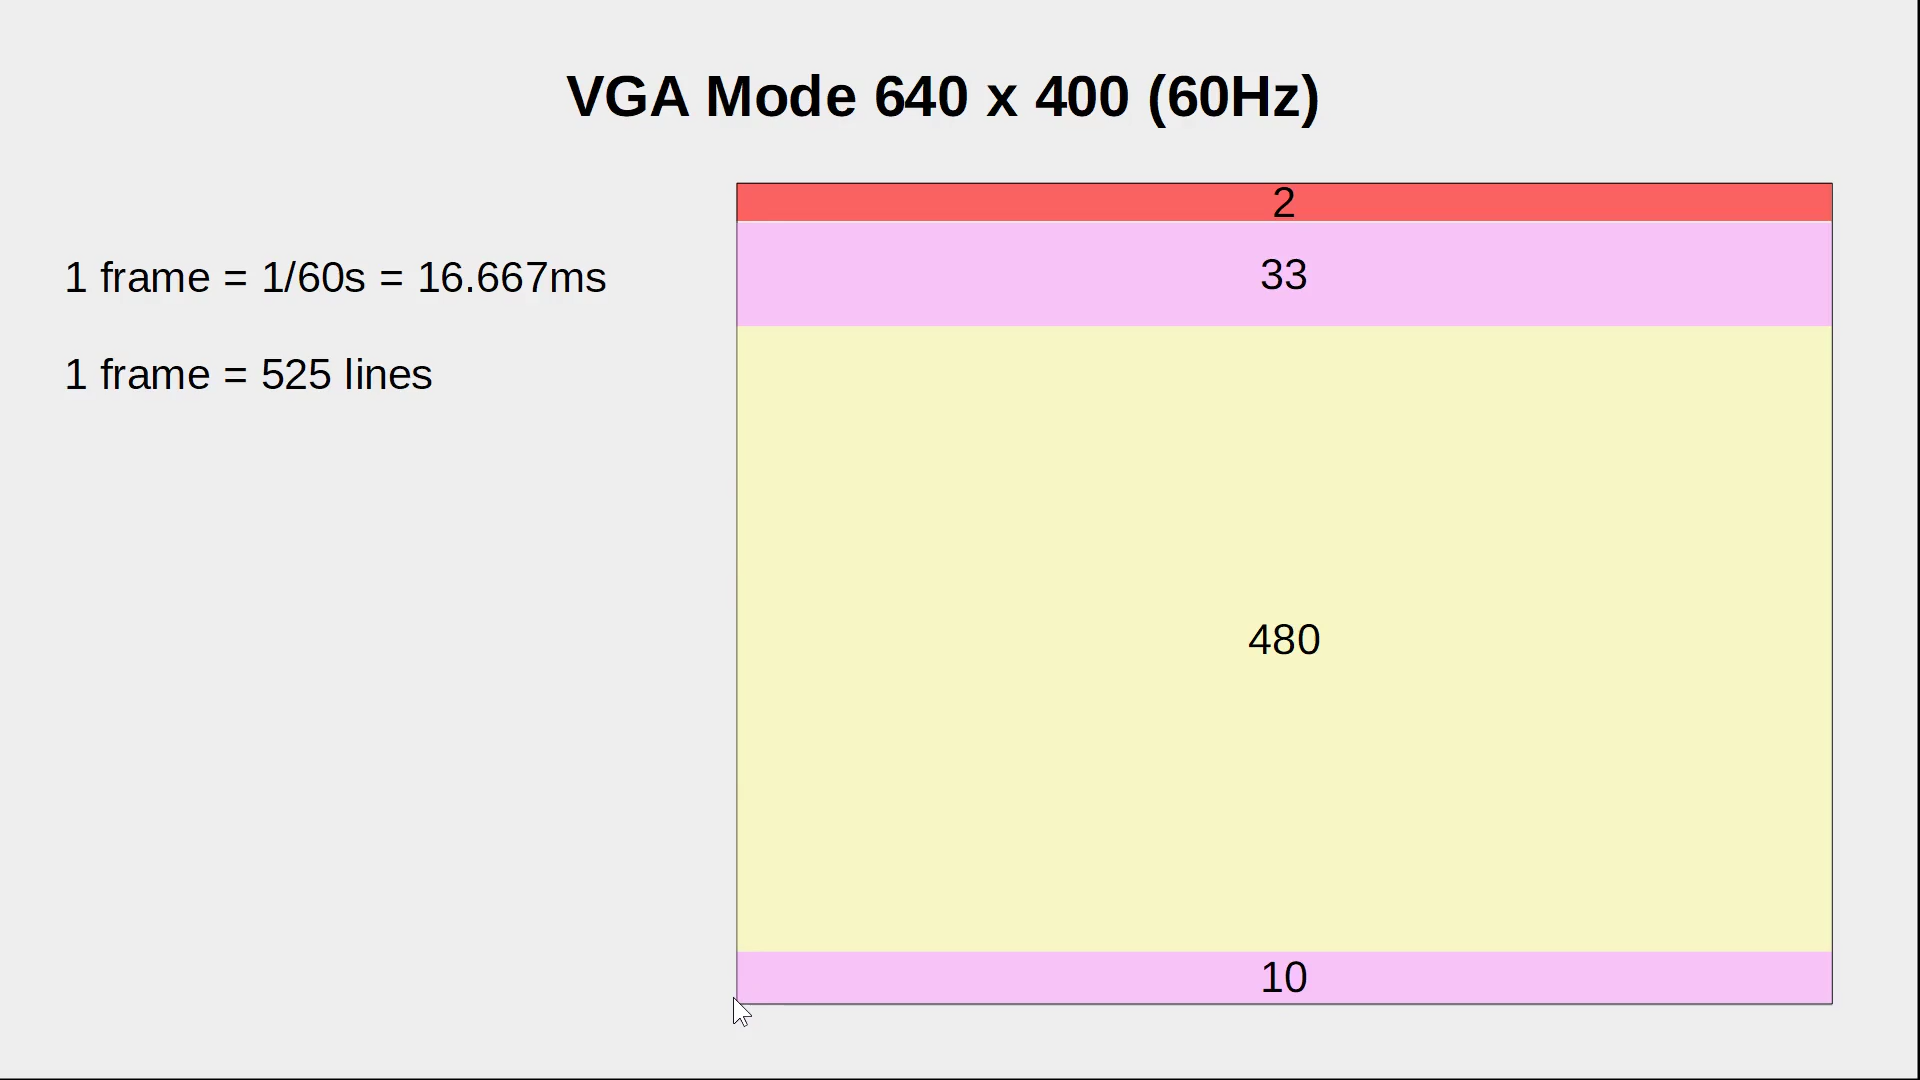 VGA Mode 640 x 400 (60Hz)
1 frame = 1/60s = 16.667ms
1 frame = 525 lines
2
33
480
10